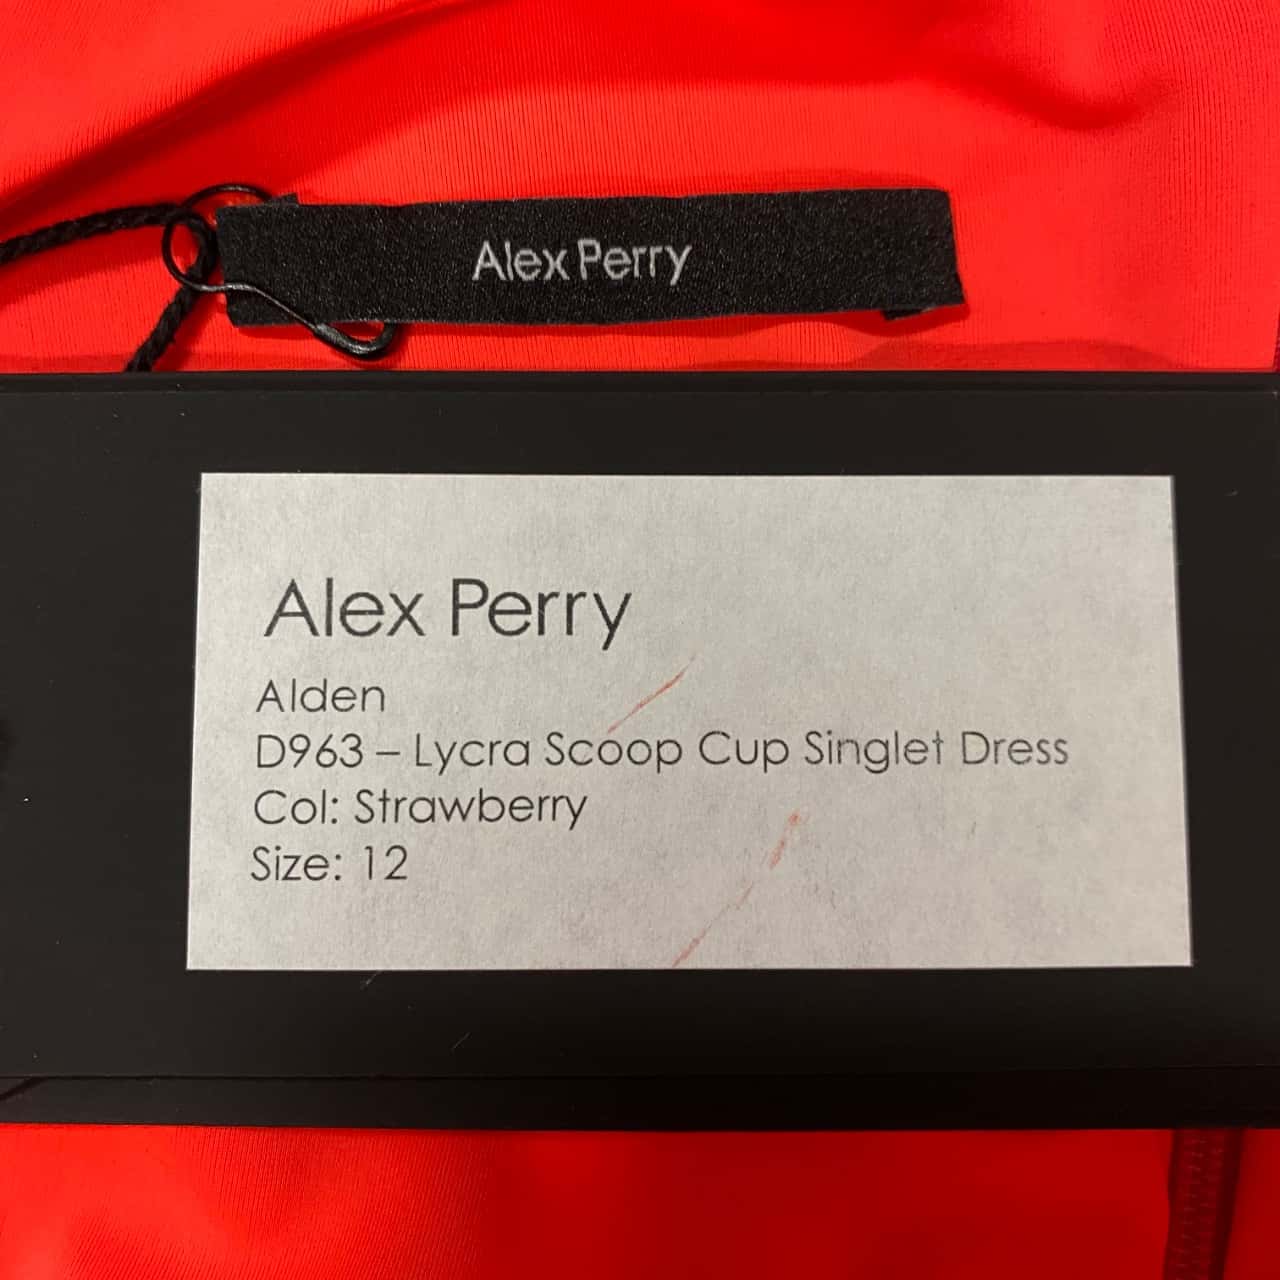 Alex Perry
Alex Perry
Alden
D963 – Lycra Scoop Cup Singlet Dress
Col: Strawberry
Size: 12